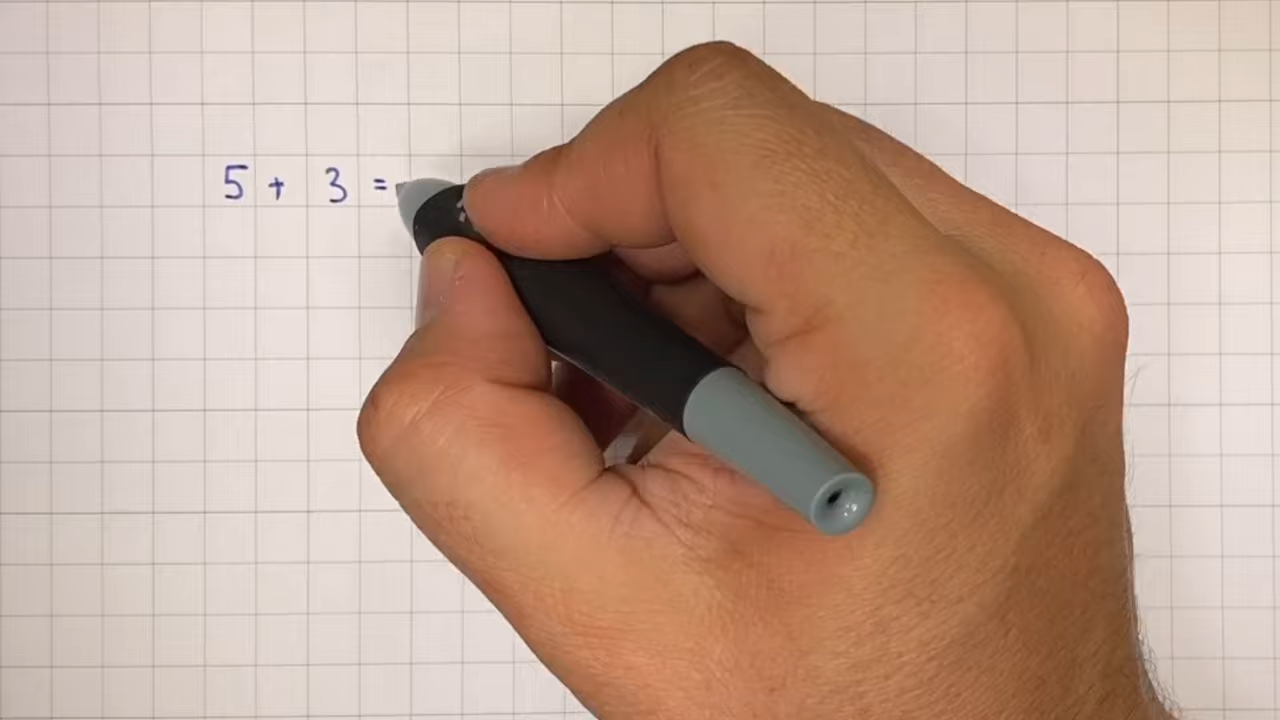 5 + 3 =